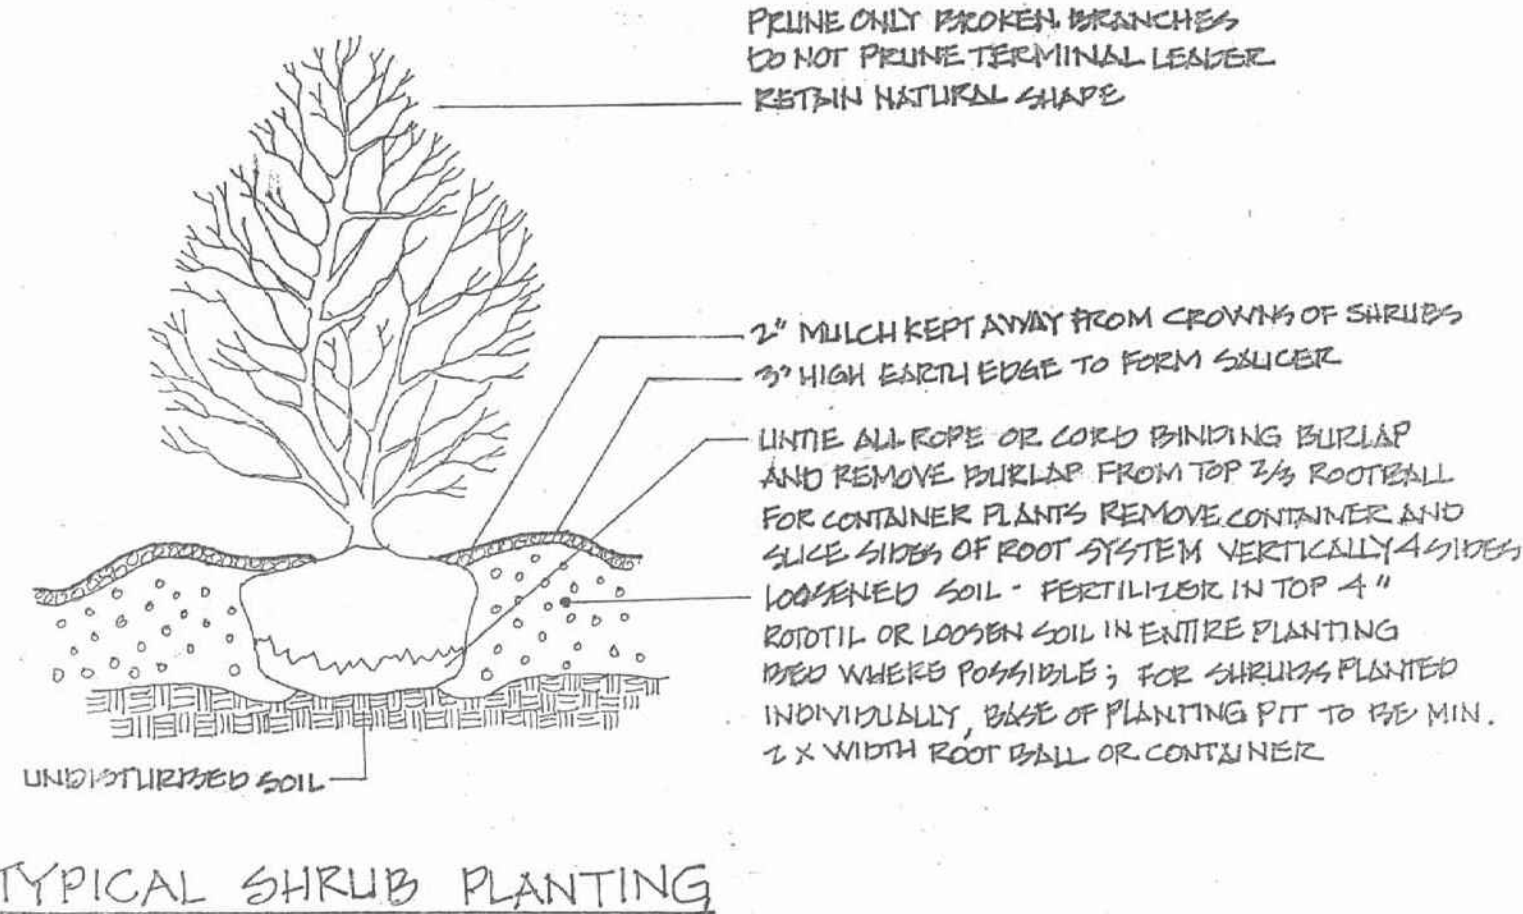 PRUNE ONLY BROKEN BRANCHES
DO NOT PRUNE TERMINAL LEADER
RETAIN NATURAL SHAPE
2" MULCH KEPT AWAY FROM CROWNS OF SHRUBS
3" HIGH EARTH EDGE TO FORM SAUCER
UNTIE ALL ROPE OR CORD BINDING BURLAP
AND REMOVE BURLAP FROM TOP 2/3 ROOTBALL
FOR CONTAINER PLANTS REMOVE CONTAINER AND
SLICE SIDES OF ROOT SYSTEM VERTICALLY 4 SIDES
LOOSENED SOIL - FERTILIZER IN TOP 4"
ROTOTIL OR LOOSEN SOIL IN ENTIRE PLANTING
BED WHERE POSSIBLE; FOR SHRUBS PLANTED
INDIVIDUALLY, BASE OF PLANTING PIT TO BE MIN.
2 X WIDTH ROOT BALL OR CONTAINER
UNDISTURBED SOIL
TYPICAL SHRUB PLANTING